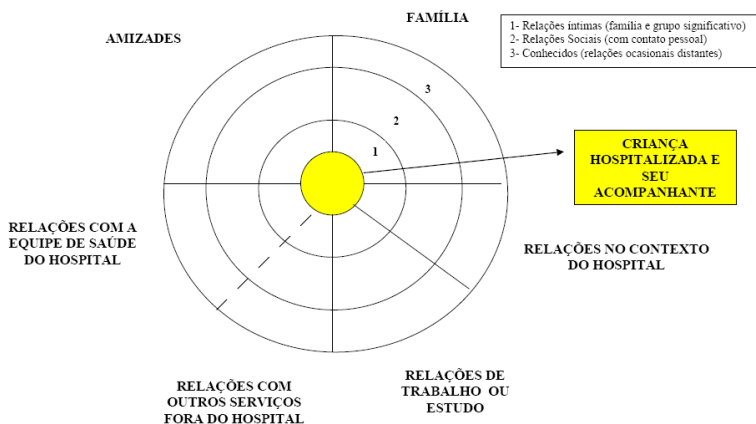 FAMÍLIA
AMIZADES
1- Relações íntimas (família e grupo significativo)
2- Relações Sociais (com contato pessoal)
3- Conhecidos (relações ocasionais distantes)
3
2
1
CRIANÇA
HOSPITALIZADA E
SEU
ACOMPANHANTE
RELAÇÕES COM A
EQUIPE DE SAÚDE
DO HOSPITAL
RELAÇÕES NO CONTEXTO
DO HOSPITAL
RELAÇÕES COM
OUTROS SERVIÇOS
FORA DO HOSPITAL
RELAÇÕES DE
TRABALHO OU
ESTUDO